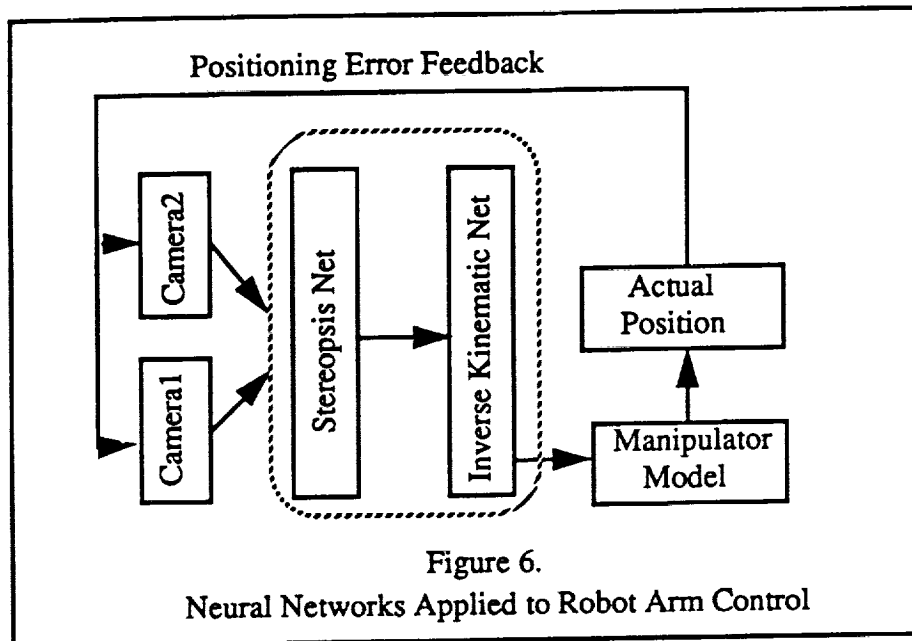 Positioning Error Feedback
Camera2
Camera1
Stereopsis Net
Inverse Kinematic Net
Actual
Position
Manipulator
Model
Figure 6.
Neural Networks Applied to Robot Arm Control